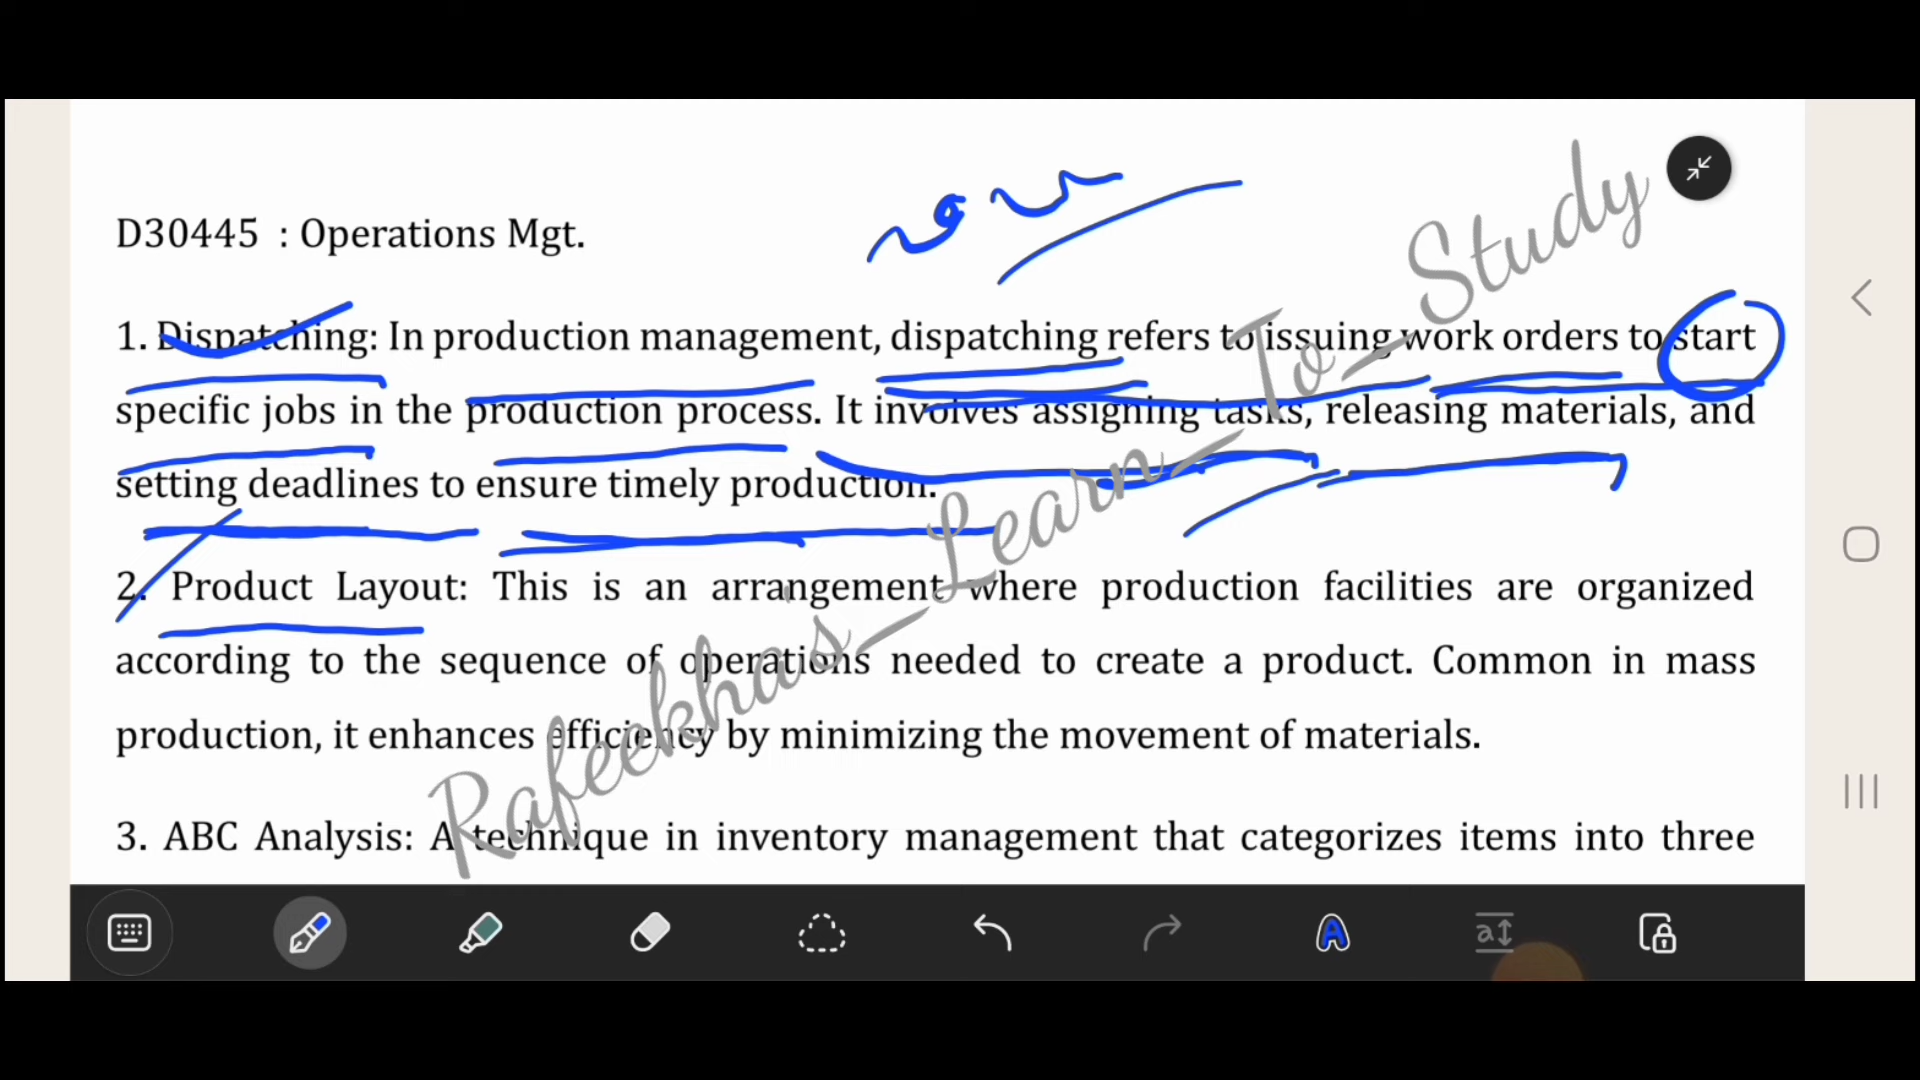 D30445 : Operations Mgt.
1. Dispatching: In production management, dispatching refers to issuing work orders to start
specific jobs in the production process. It involves assigning tasks, releasing materials, and
setting deadlines to ensure timely production.
2. Product Layout: This is an arrangement where production facilities are organized
according to the sequence of operations needed to create a product. Common in mass
production, it enhances efficiency by minimizing the movement of materials.
3. ABC Analysis: A technique in inventory management that categorizes items into three
Rafeekha's_Learn_To_Study